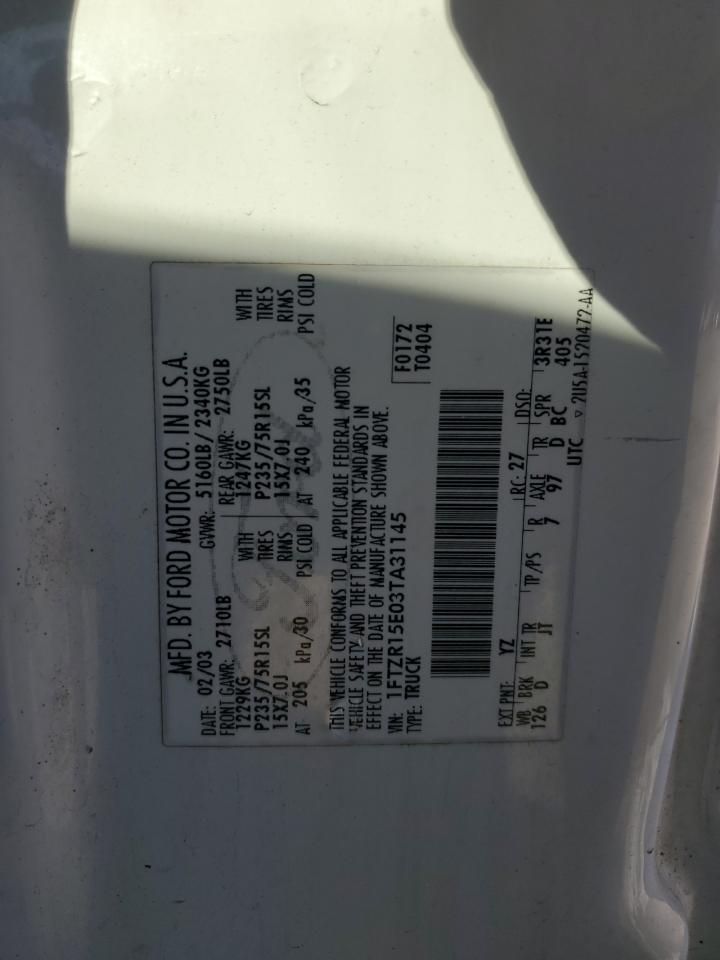 MFD. BY FORD MOTOR CO. IN U.S.A.
DATE: 02/03 GVWR: 5160LB/ 2340KG
FRONT GAWR: 2710LB REAR GAWR: 2750LB
1229KG WITH 1247KG WITH
P235/75R15SL TIRES P235/75R15SL TIRES
15X7.0J RIMS 15X7.0J RIMS
AT 205 kPa/30 PSI COLD AT 240 kPa/35 PSI COLD
THIS VEHICLE CONFORMS TO ALL APPLICABLE FEDERAL MOTOR
VEHICLE SAFETY AND THEFT PREVENTION STANDARDS IN
EFFECT ON THE DATE OF MANUFACTURE SHOWN ABOVE.
VIN: 1FTZR15E03TA31145 F0172
TYPE: TRUCK T0404
EXT PNT: YZ RC: 27 DSO:
WB BRK INT TR TP/PS R AXLE TR SPR 3R31E
126 D JT 7 97 D BC 405
UTC ▽ 2U5A-1520472-AA
Ford